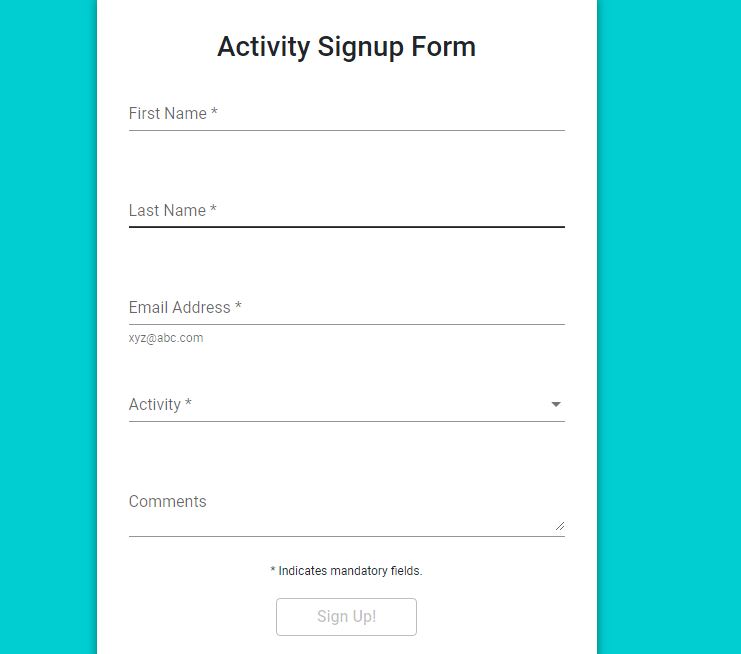 Activity Signup Form
First Name *
Last Name *
Email Address *
xyz@abc.com
Activity *
Comments
* Indicates mandatory fields.
Sign Up!